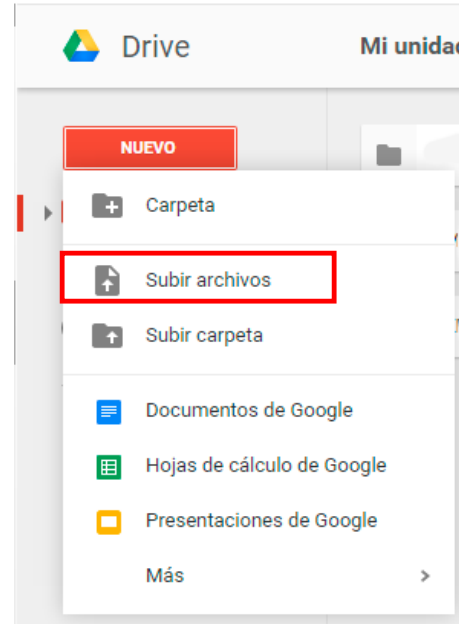 Drive
Mi unidad
NUEVO
Carpeta
Subir archivos
Subir carpeta
Documentos de Google
Hojas de cálculo de Google
Presentaciones de Google
Más